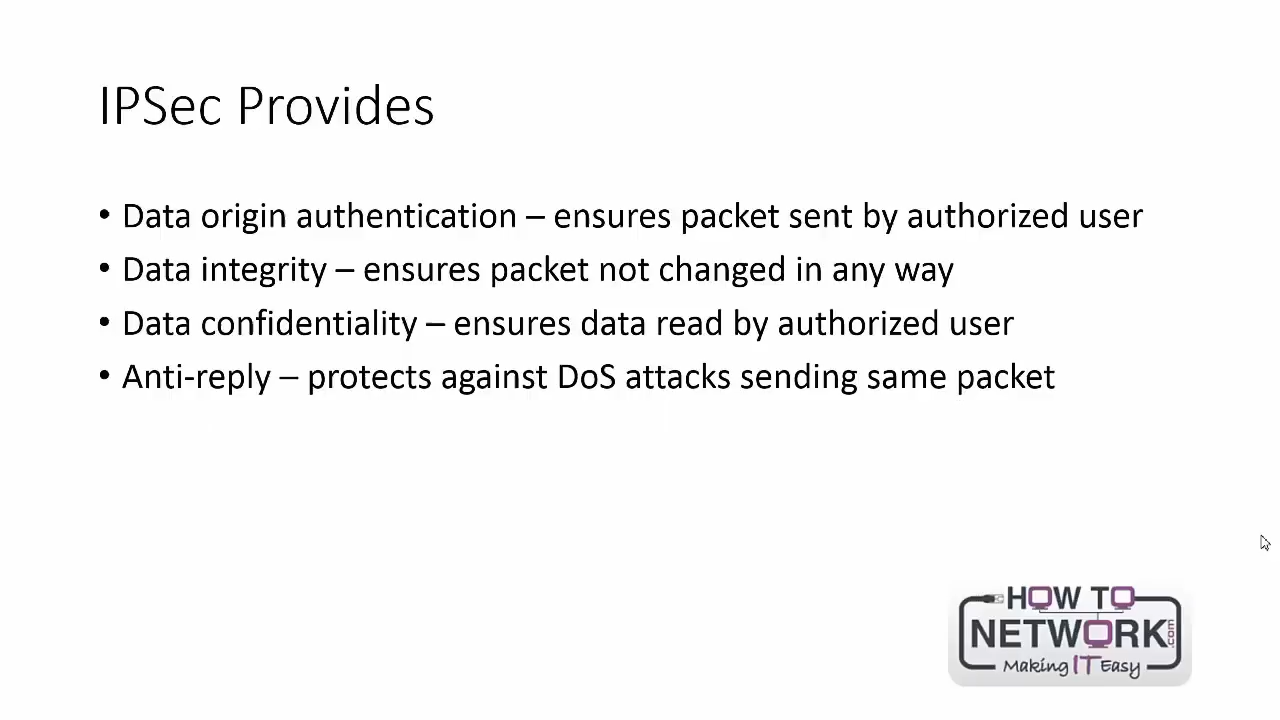 IPSec Provides
• Data origin authentication – ensures packet sent by authorized user
• Data integrity – ensures packet not changed in any way
• Data confidentiality – ensures data read by authorized user
• Anti-reply – protects against DoS attacks sending same packet
HOW TO
NETWORK.com
Making IT Easy